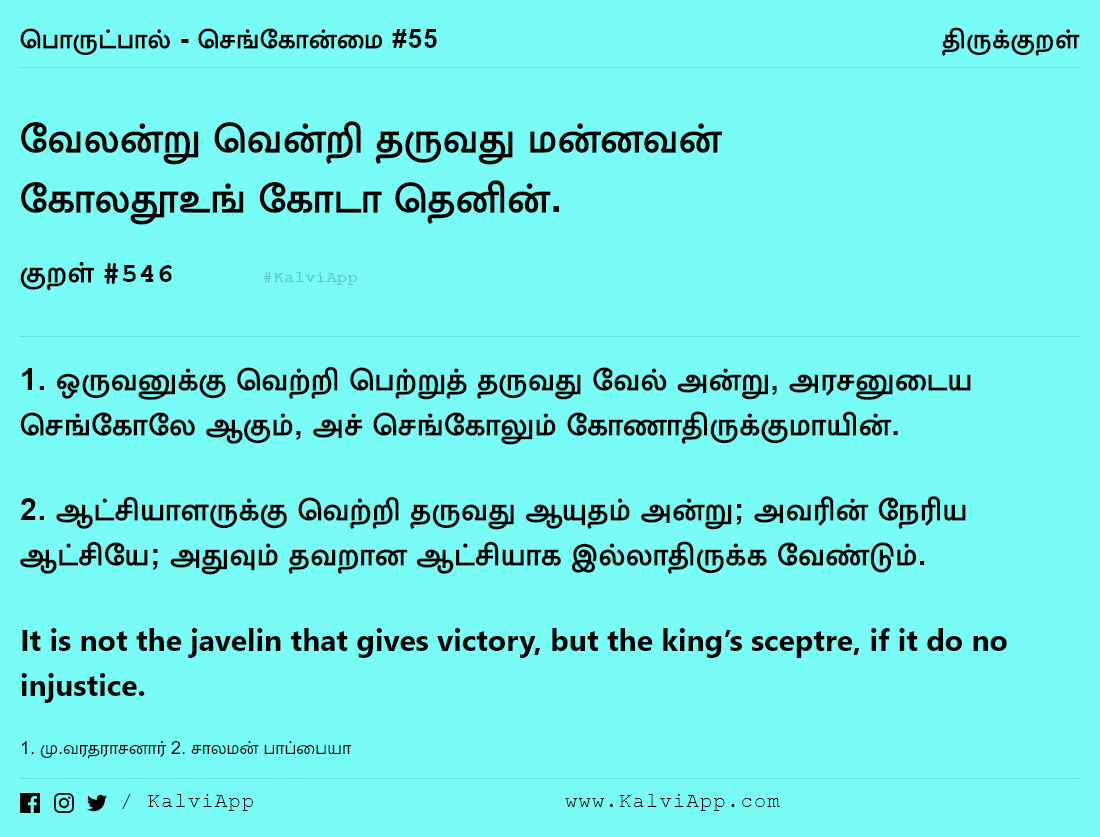 பொருட்பால் - செங்கோன்மை #55 திருக்குறள்
வேலன்று வென்றி தருவது மன்னவன்
கோலதூஉங் கோடா தெனின்.
குறள் #546 #KalviApp
1. ஒருவனுக்கு வெற்றி பெற்றுத் தருவது வேல் அன்று, அரசனுடைய
செங்கோலே ஆகும், அச் செங்கோலும் கோணாதிருக்குமாயின்.
2. ஆட்சியாளருக்கு வெற்றி தருவது ஆயுதம் அன்று; அவரின் நேரிய
ஆட்சியே; அதுவும் தவறான ஆட்சியாக இல்லாதிருக்க வேண்டும்.
It is not the javelin that gives victory, but the king’s sceptre, if it do no
injustice.
1. மு.வரதராசனார் 2. சாலமன் பாப்பையா
/ KalviApp www.KalviApp.com